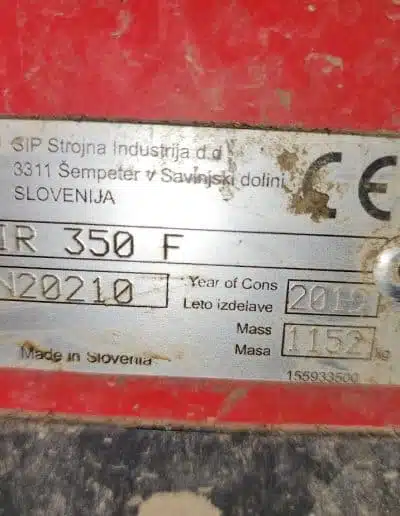 SIP Strojna Industrija d.d
3311 Šempeter v Savinjski dolini
SLOVENIJA
CE
IR 350 F
N20210
Year of Cons
Leto izdelave
Mass
Masa 1152 kg
Made in Slovenia
155933500